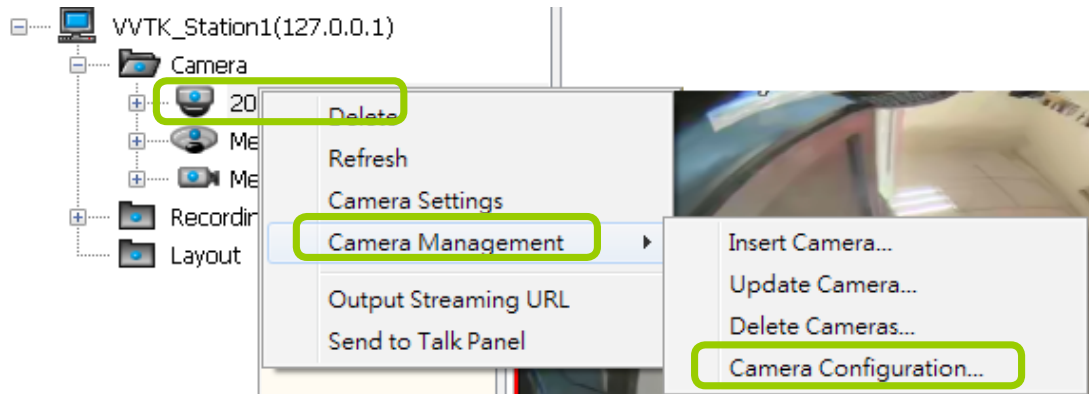 VVTK_Station1(127.0.0.1)
Camera
20
Me
Me
Recordin
Layout
Delete
Refresh
Camera Settings
Camera Management
Output Streaming URL
Send to Talk Panel
Insert Camera...
Update Camera...
Delete Cameras...
Camera Configuration...